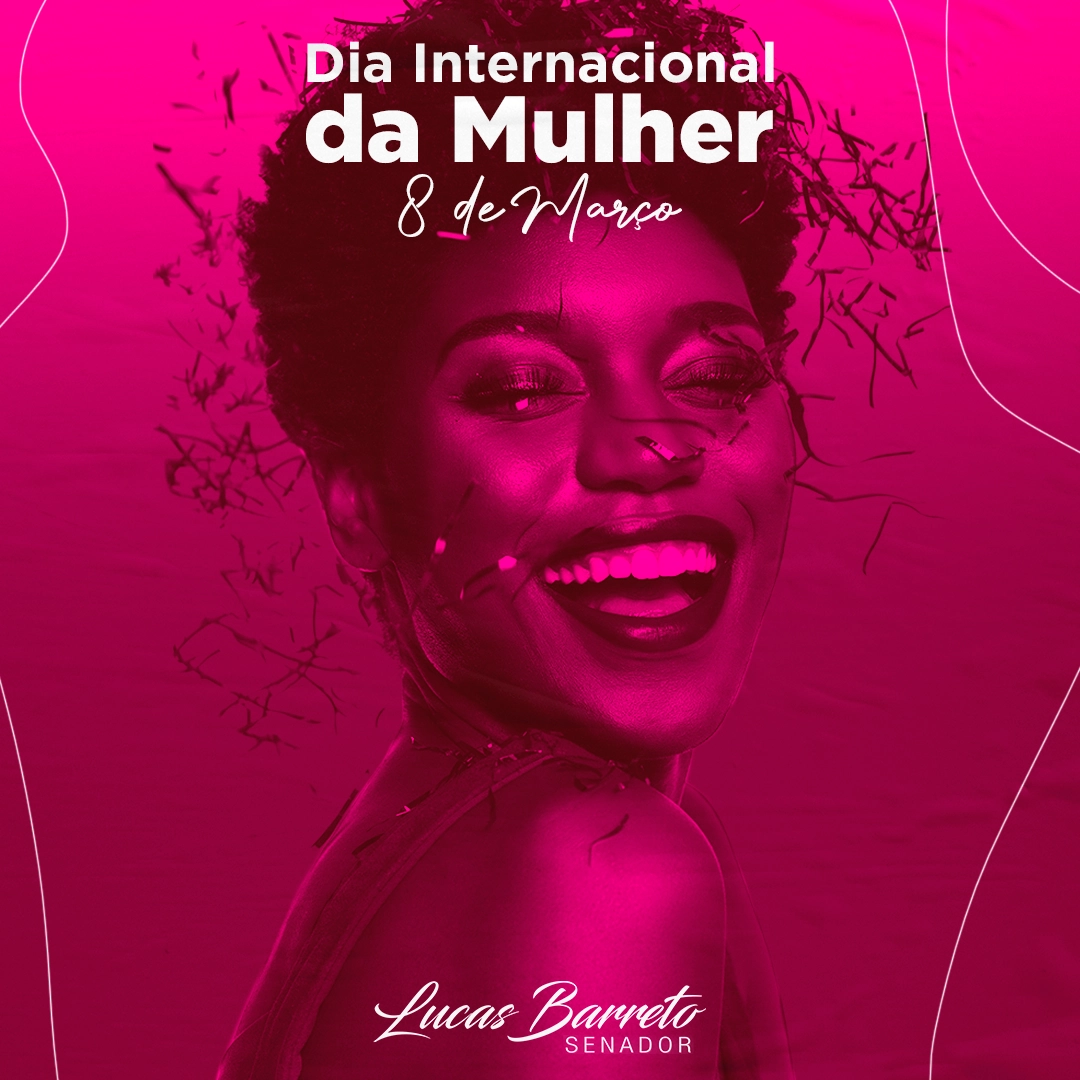 Dia Internacional
da Mulher
8 de Março
Lucas Barreto
SENADOR